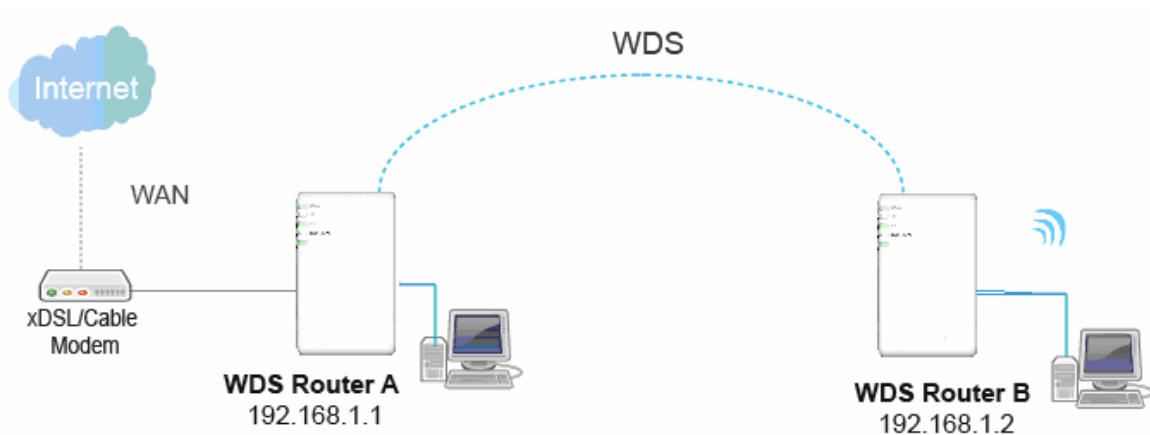 WDS
Internet
WAN
xDSL/Cable
Modem
WDS Router A
192.168.1.1
WDS Router B
192.168.1.2